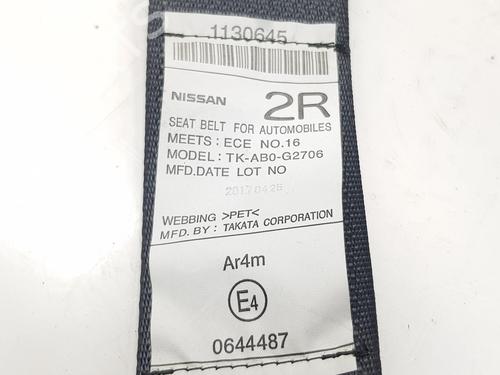 1130645
NISSAN 2R
SEAT BELT FOR AUTOMOBILES
MEETS: ECE NO.16
MODEL: TK-AB0-G2706
MFD.DATE LOT NO
20170426
WEBBING >PET<
MFD. BY: TAKATA CORPORATION
Ar4m
E4
0644487